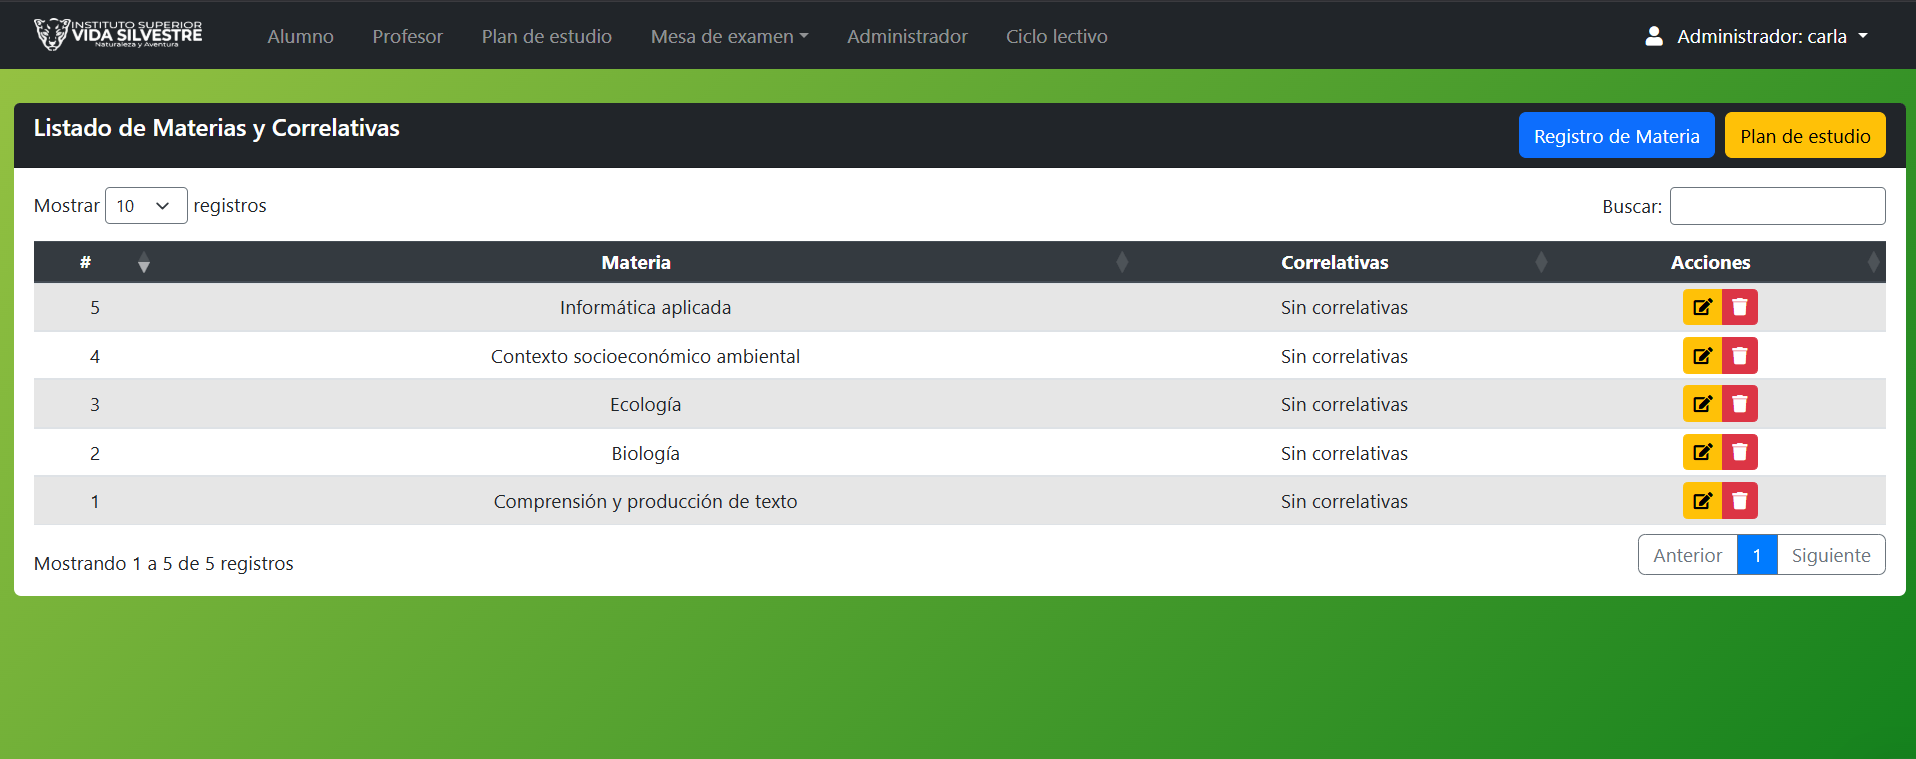 INSTITUTO SUPERIOR
VIDA SILVESTRE
Naturaleza y Aventura
Alumno Profesor Plan de estudio Mesa de examen Administrador Ciclo lectivo Administrador: carla
Listado de Materias y Correlativas Registro de Materia Plan de estudio
Mostrar 10 registros Buscar:
# Materia Correlativas Acciones
5 Informática aplicada Sin correlativas
4 Contexto socioeconómico ambiental Sin correlativas
3 Ecología Sin correlativas
2 Biología Sin correlativas
1 Comprensión y producción de texto Sin correlativas
Mostrando 1 a 5 de 5 registros Anterior 1 Siguiente